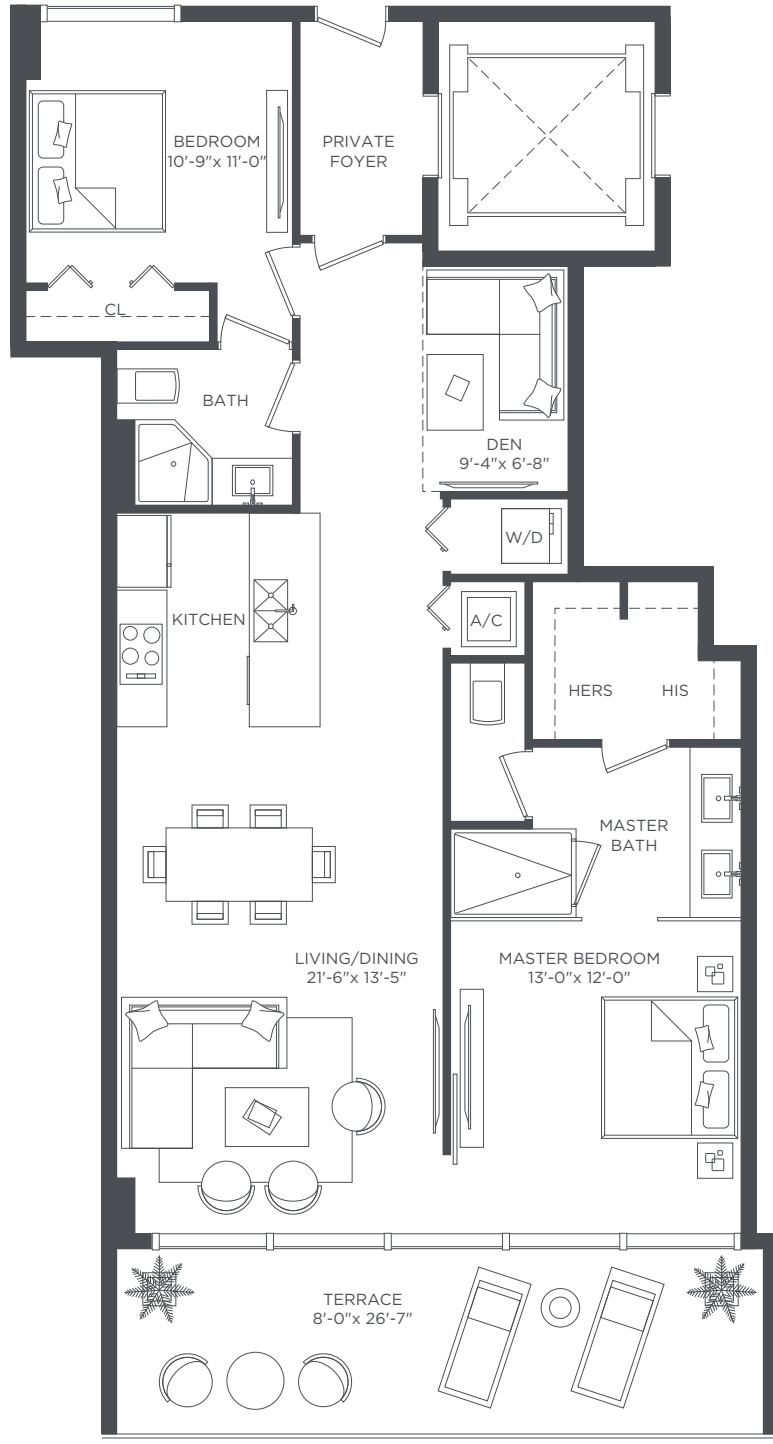 BEDROOM
10'-9"x 11'-0"
PRIVATE
FOYER
CL
BATH
DEN
9'-4"x 6'-8"
W/D
KITCHEN
A/C
HERS
HIS
MASTER
BATH
LIVING/DINING
21'-6"x 13'-5"
MASTER BEDROOM
13'-0"x 12'-0"
TERRACE
8'-0"x 26'-7"